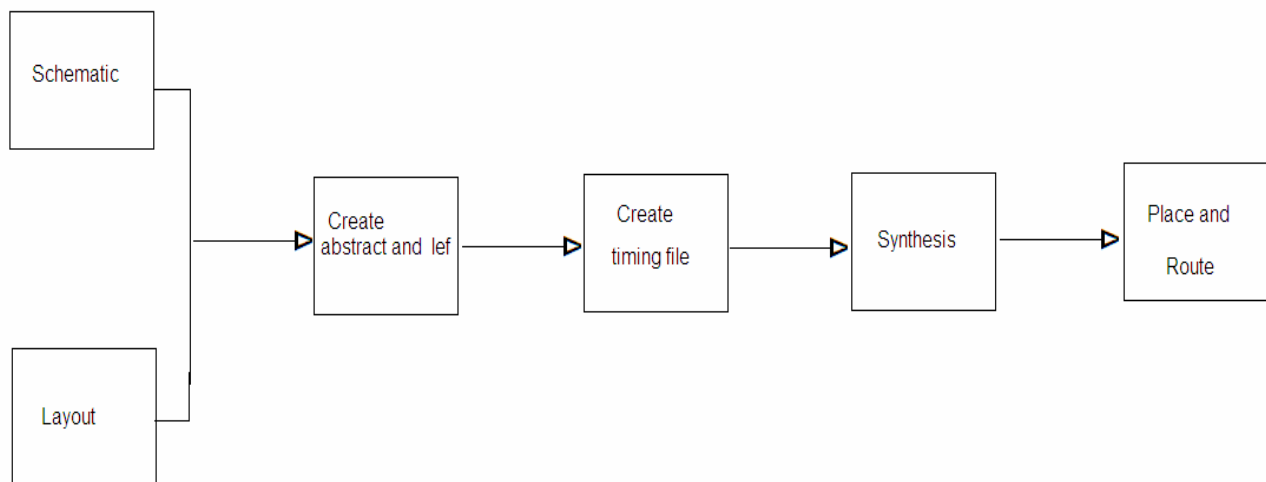 Schematic
Layout
Create
abstract and lef
Create
timing file
Synthesis
Place and
Route